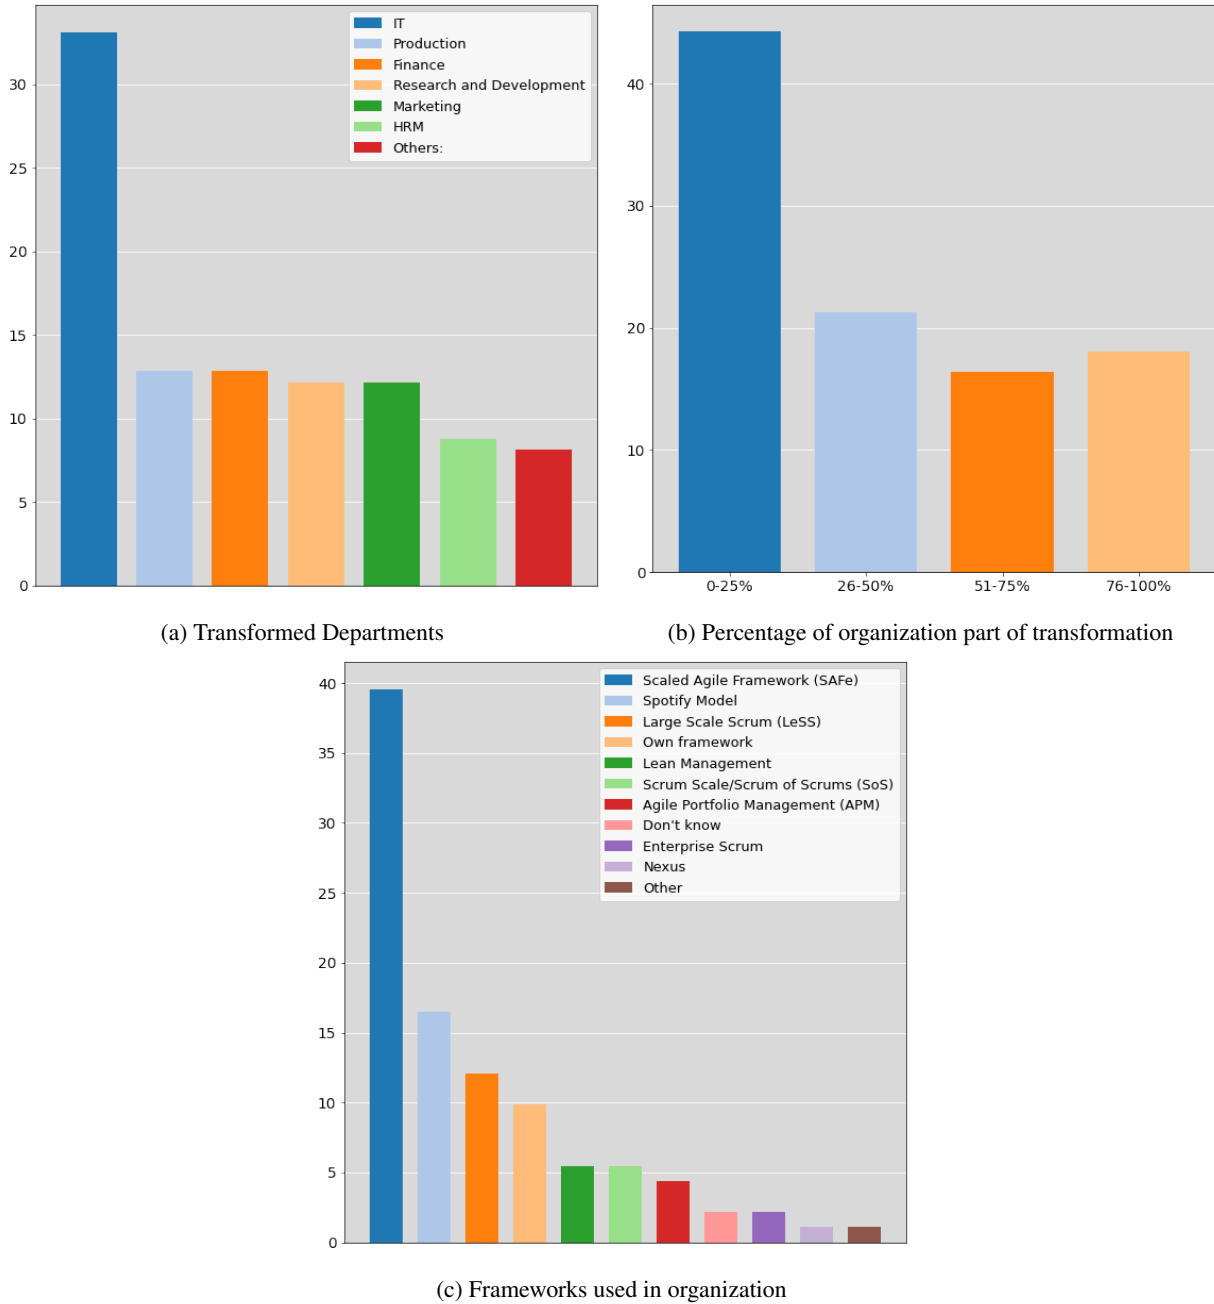 IT
Production
Finance
Research and Development
Marketing
HRM
Others:
30
25
20
15
10
5
0
(a) Transformed Departments
40
30
20
10
0
0-25% 26-50% 51-75% 76-100%
(b) Percentage of organization part of transformation
Scaled Agile Framework (SAFe)
Spotify Model
Large Scale Scrum (LeSS)
Own framework
Lean Management
Scrum Scale/Scrum of Scrums (SoS)
Agile Portfolio Management (APM)
Don't know
Enterprise Scrum
Nexus
Other
40
35
30
25
20
15
10
5
0
(c) Frameworks used in organization